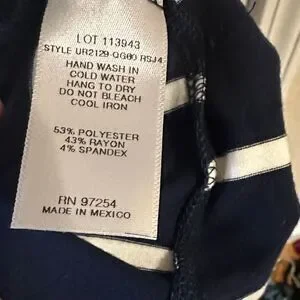 LOT 113943
STYLE UR2129-QG60 RSJ4
HAND WASH IN
COLD WATER
HANG TO DRY
DO NOT BLEACH
COOL IRON
53% POLYESTER
43% RAYON
4% SPANDEX
RN 97254
MADE IN MEXICO